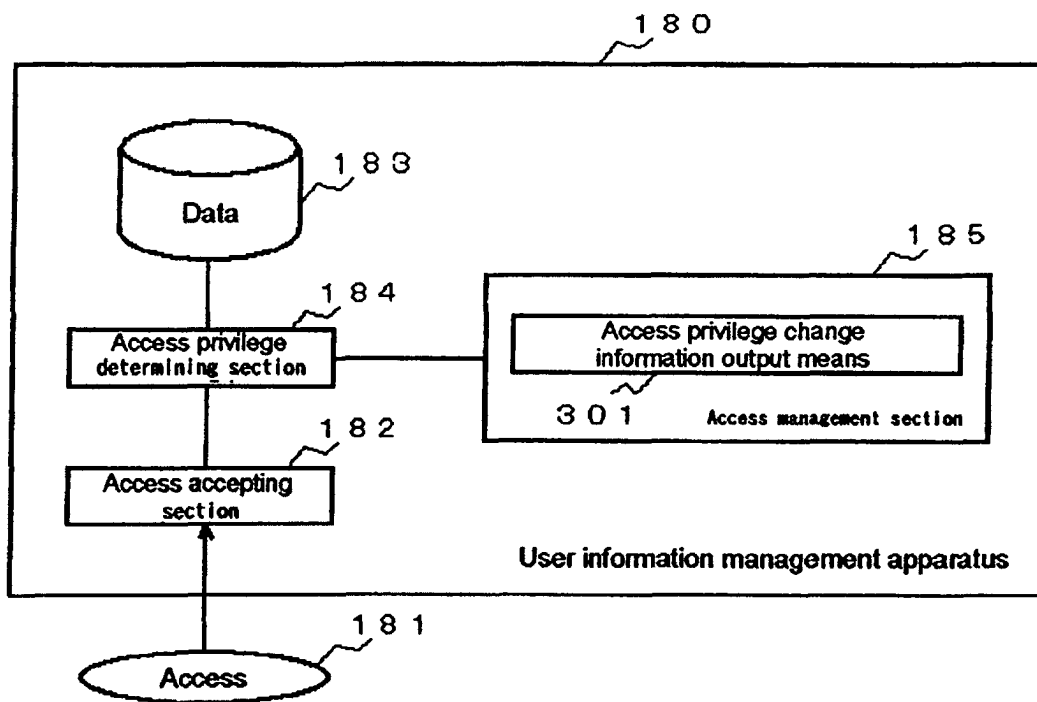 180
183
Data
185
184
Access privilege
determining section
Access privilege change
information output means
301
Access management section
182
Access accepting
section
User information management apparatus
181
Access